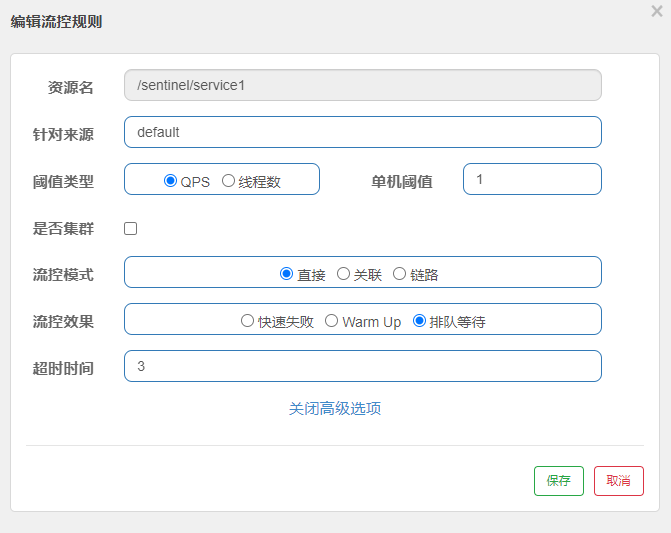 编辑流控规则 ×
资源名 /sentinel/service1
针对来源 default
阈值类型 QPS 线程数 单机阈值 1
是否集群
流控模式 直接 关联 链路
流控效果 快速失败 Warm Up 排队等待
超时时间 3
关闭高级选项
保存 取消